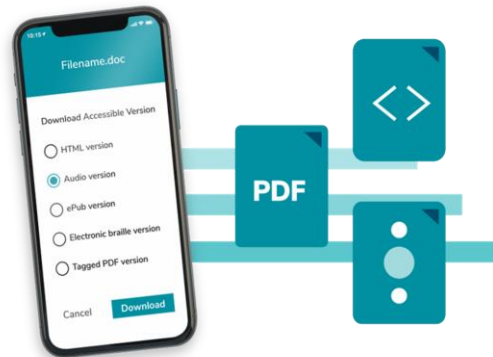 10:15
Filename.doc
Download Accessible Version
HTML version
Audio version
ePub version
Electronic braille version
Tagged PDF version
Cancel Download
PDF